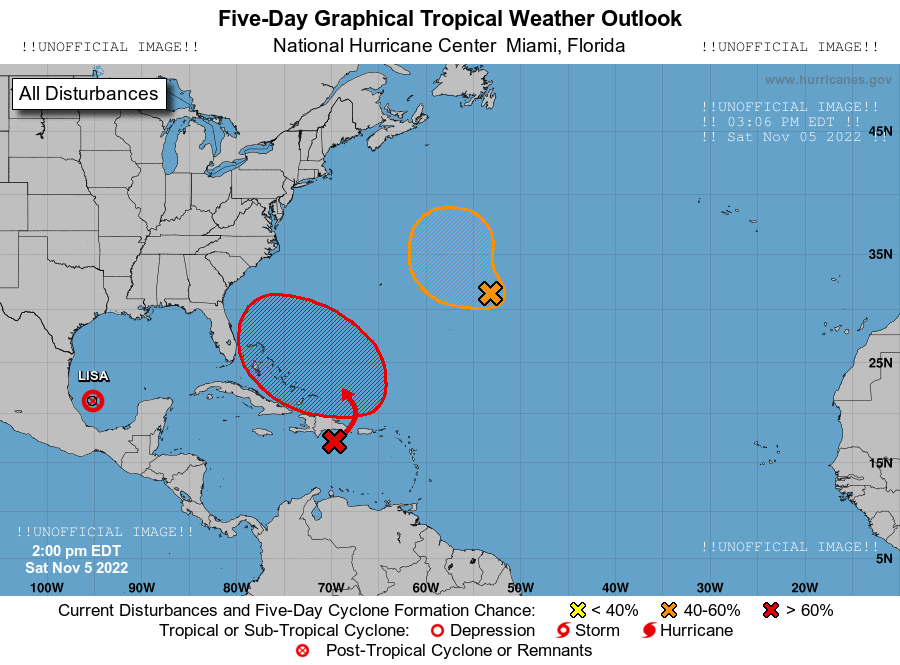 Five-Day Graphical Tropical Weather Outlook
!!UNOFFICIAL IMAGE!! National Hurricane Center Miami, Florida !!UNOFFICIAL IMAGE!!
www.hurricanes.gov
All Disturbances
!!UNOFFICIAL IMAGE!!
!! 03:06 PM EDT !!
!! Sat Nov 05 2022 !!
45N
35N
25N
LISA
15N
!!UNOFFICIAL IMAGE!!
!!UNOFFICIAL IMAGE!!
2:00 pm EDT
5N
Sat Nov 5 2022
100W 90W 80W 70W 60W 50W 40W 30W 20W
Current Disturbances and Five-Day Cyclone Formation Chance: < 40% 40-60% > 60%
Tropical or Sub-Tropical Cyclone: Depression Storm Hurricane
Post-Tropical Cyclone or Remnants